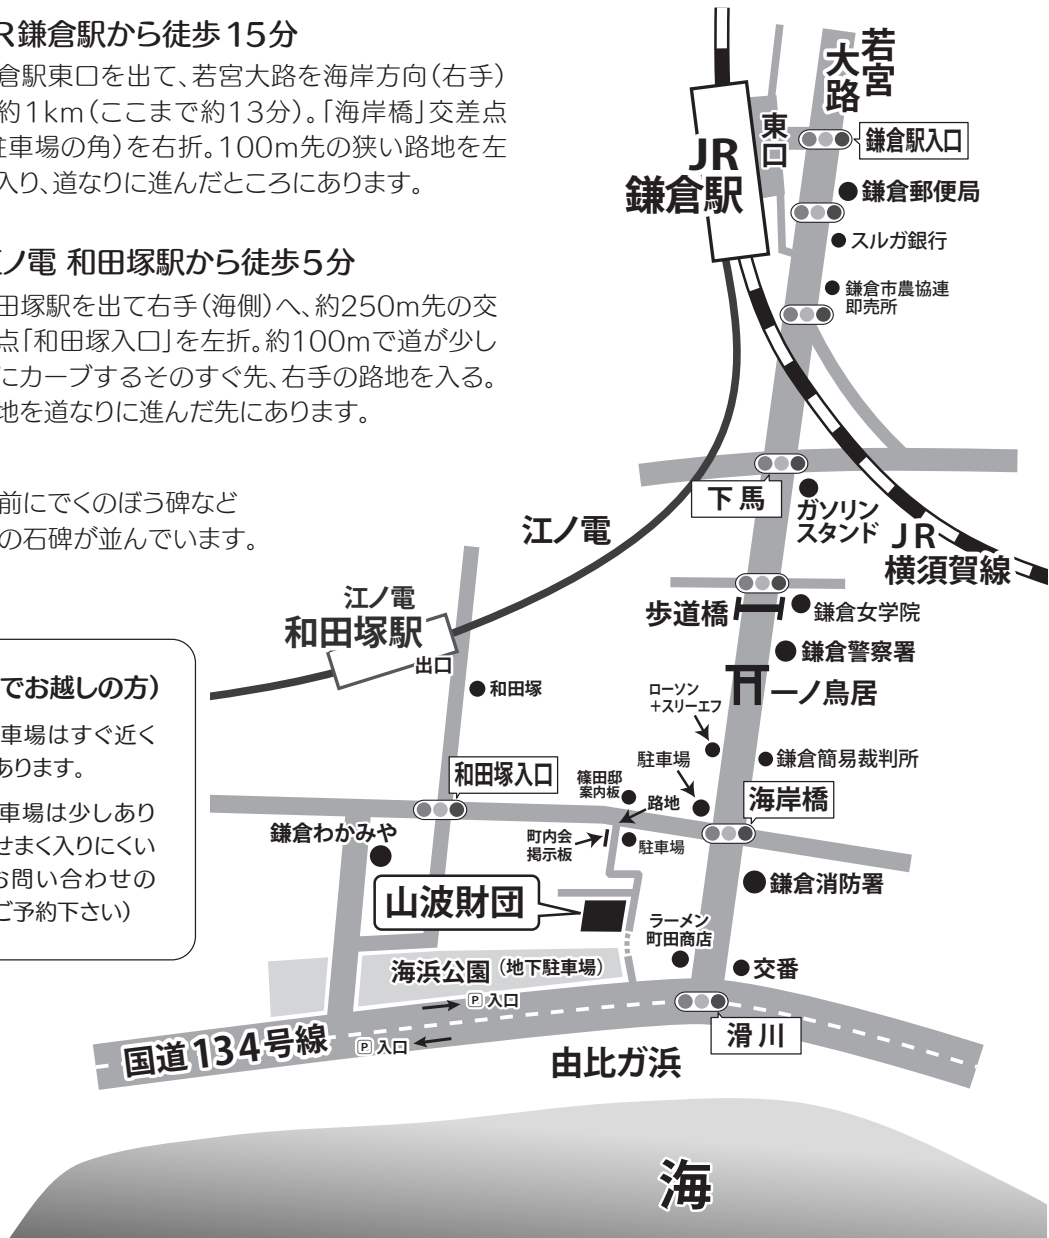 R鎌倉駅から徒歩15分
倉駅東口を出て、若宮大路を海岸方向(右手)
約1km(ここまで約13分)。「海岸橋」交差点
駐車場の角)を右折。100m先の狭い路地を左
入り、道なりに進んだところにあります。
ノ電 和田塚駅から徒歩5分
田塚駅を出て右手(海側)へ、約250m先の交
点「和田塚入口」を左折。約100mで道が少し
にカーブするそのすぐ先、右手の路地を入る。
地を道なりに進んだ先にあります。
前にでくのぼう碑など
の石碑が並んでいます。
でお越しの方)
車場はすぐ近く
あります。
車場は少しあり
せまく入りにくい
お問い合わせの
ご予約下さい)
若宮
大路
東口
鎌倉駅入口
JR
鎌倉駅
鎌倉郵便局
スルガ銀行
鎌倉市農協連
即売所
下馬
ガソリン
スタンド
JR
横須賀線
江ノ電
江ノ電
和田塚駅
出口
歩道橋
鎌倉女学院
鎌倉警察署
一ノ鳥居
和田塚
ローソン
+スリーエフ
駐車場
鎌倉簡易裁判所
和田塚入口
篠田邸
案内板
路地
海岸橋
鎌倉わかみや
町内会
掲示板
駐車場
鎌倉消防署
山波財団
ラーメン
町田商店
交番
海浜公園(地下駐車場)
P 入口
P 入口
国道134号線
滑川
由比ガ浜
海